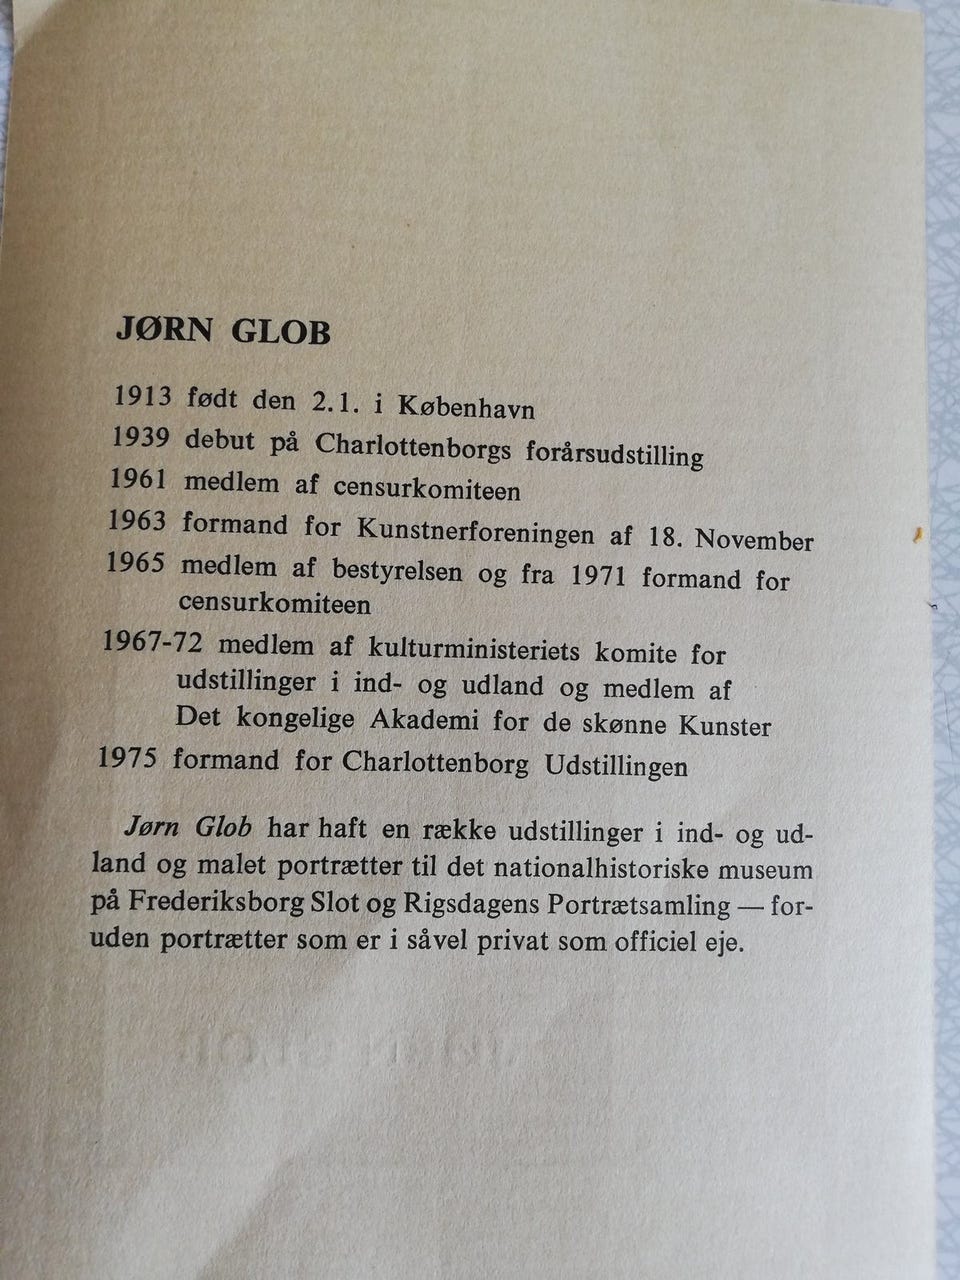 JØRN GLOB
1913 født den 2.1. i København
1939 debut på Charlottenborgs forårsudstilling
1961 medlem af censurkomiteen
1963 formand for Kunstnerforeningen af 18. November
1965 medlem af bestyrelsen og fra 1971 formand for
censurkomiteen
1967-72 medlem af kulturministeriets komite for
udstillinger i ind- og udland og medlem af
Det kongelige Akademi for de skønne Kunster
1975 formand for Charlottenborg Udstillingen
Jørn Glob har haft en række udstillinger i ind- og ud-
land og malet portrætter til det nationalhistoriske museum
på Frederiksborg Slot og Rigsdagens Portrætsamling — for-
uden portrætter som er i såvel privat som officiel eje.